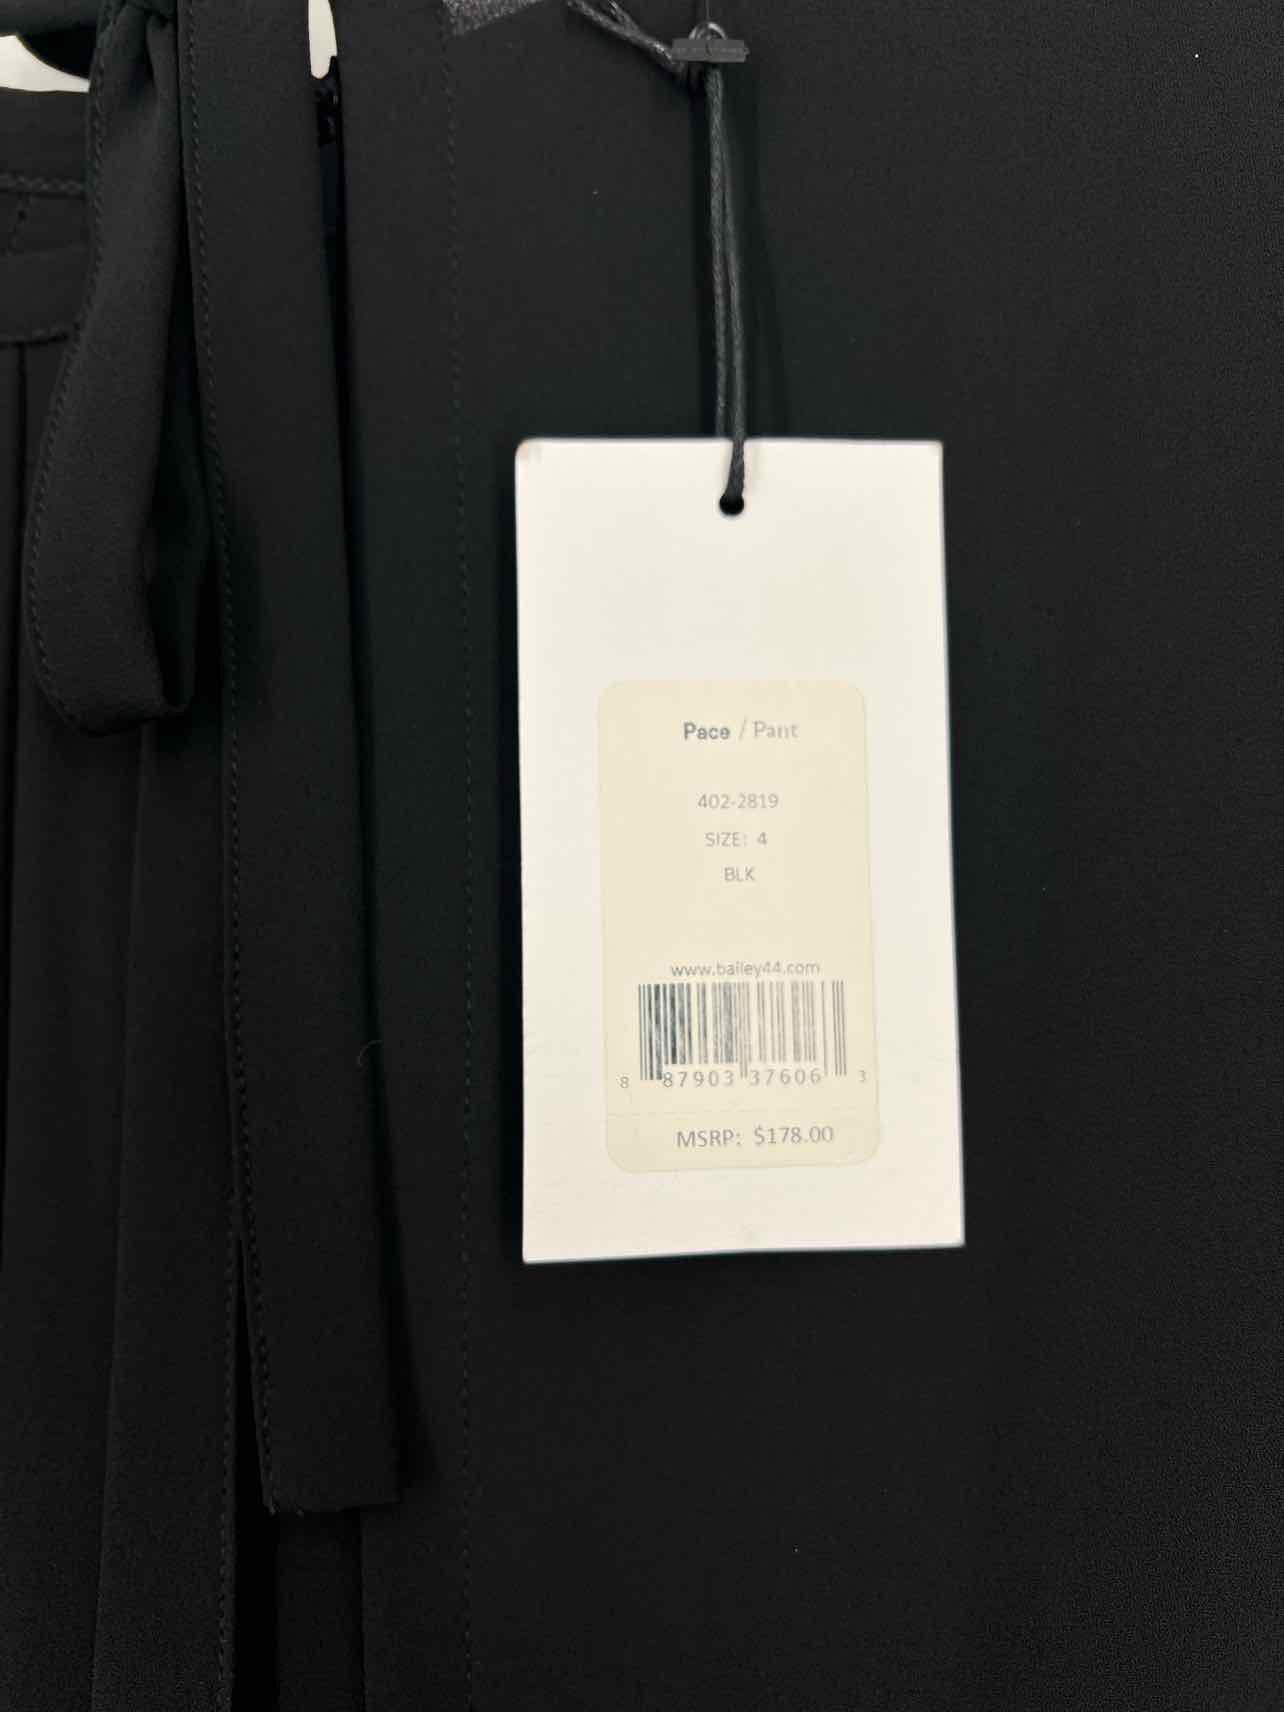 Pace / Pant
402-2819
SIZE: 4
BLK
www.bailey44.com
8 87903 37606 3
MSRP: $178.00